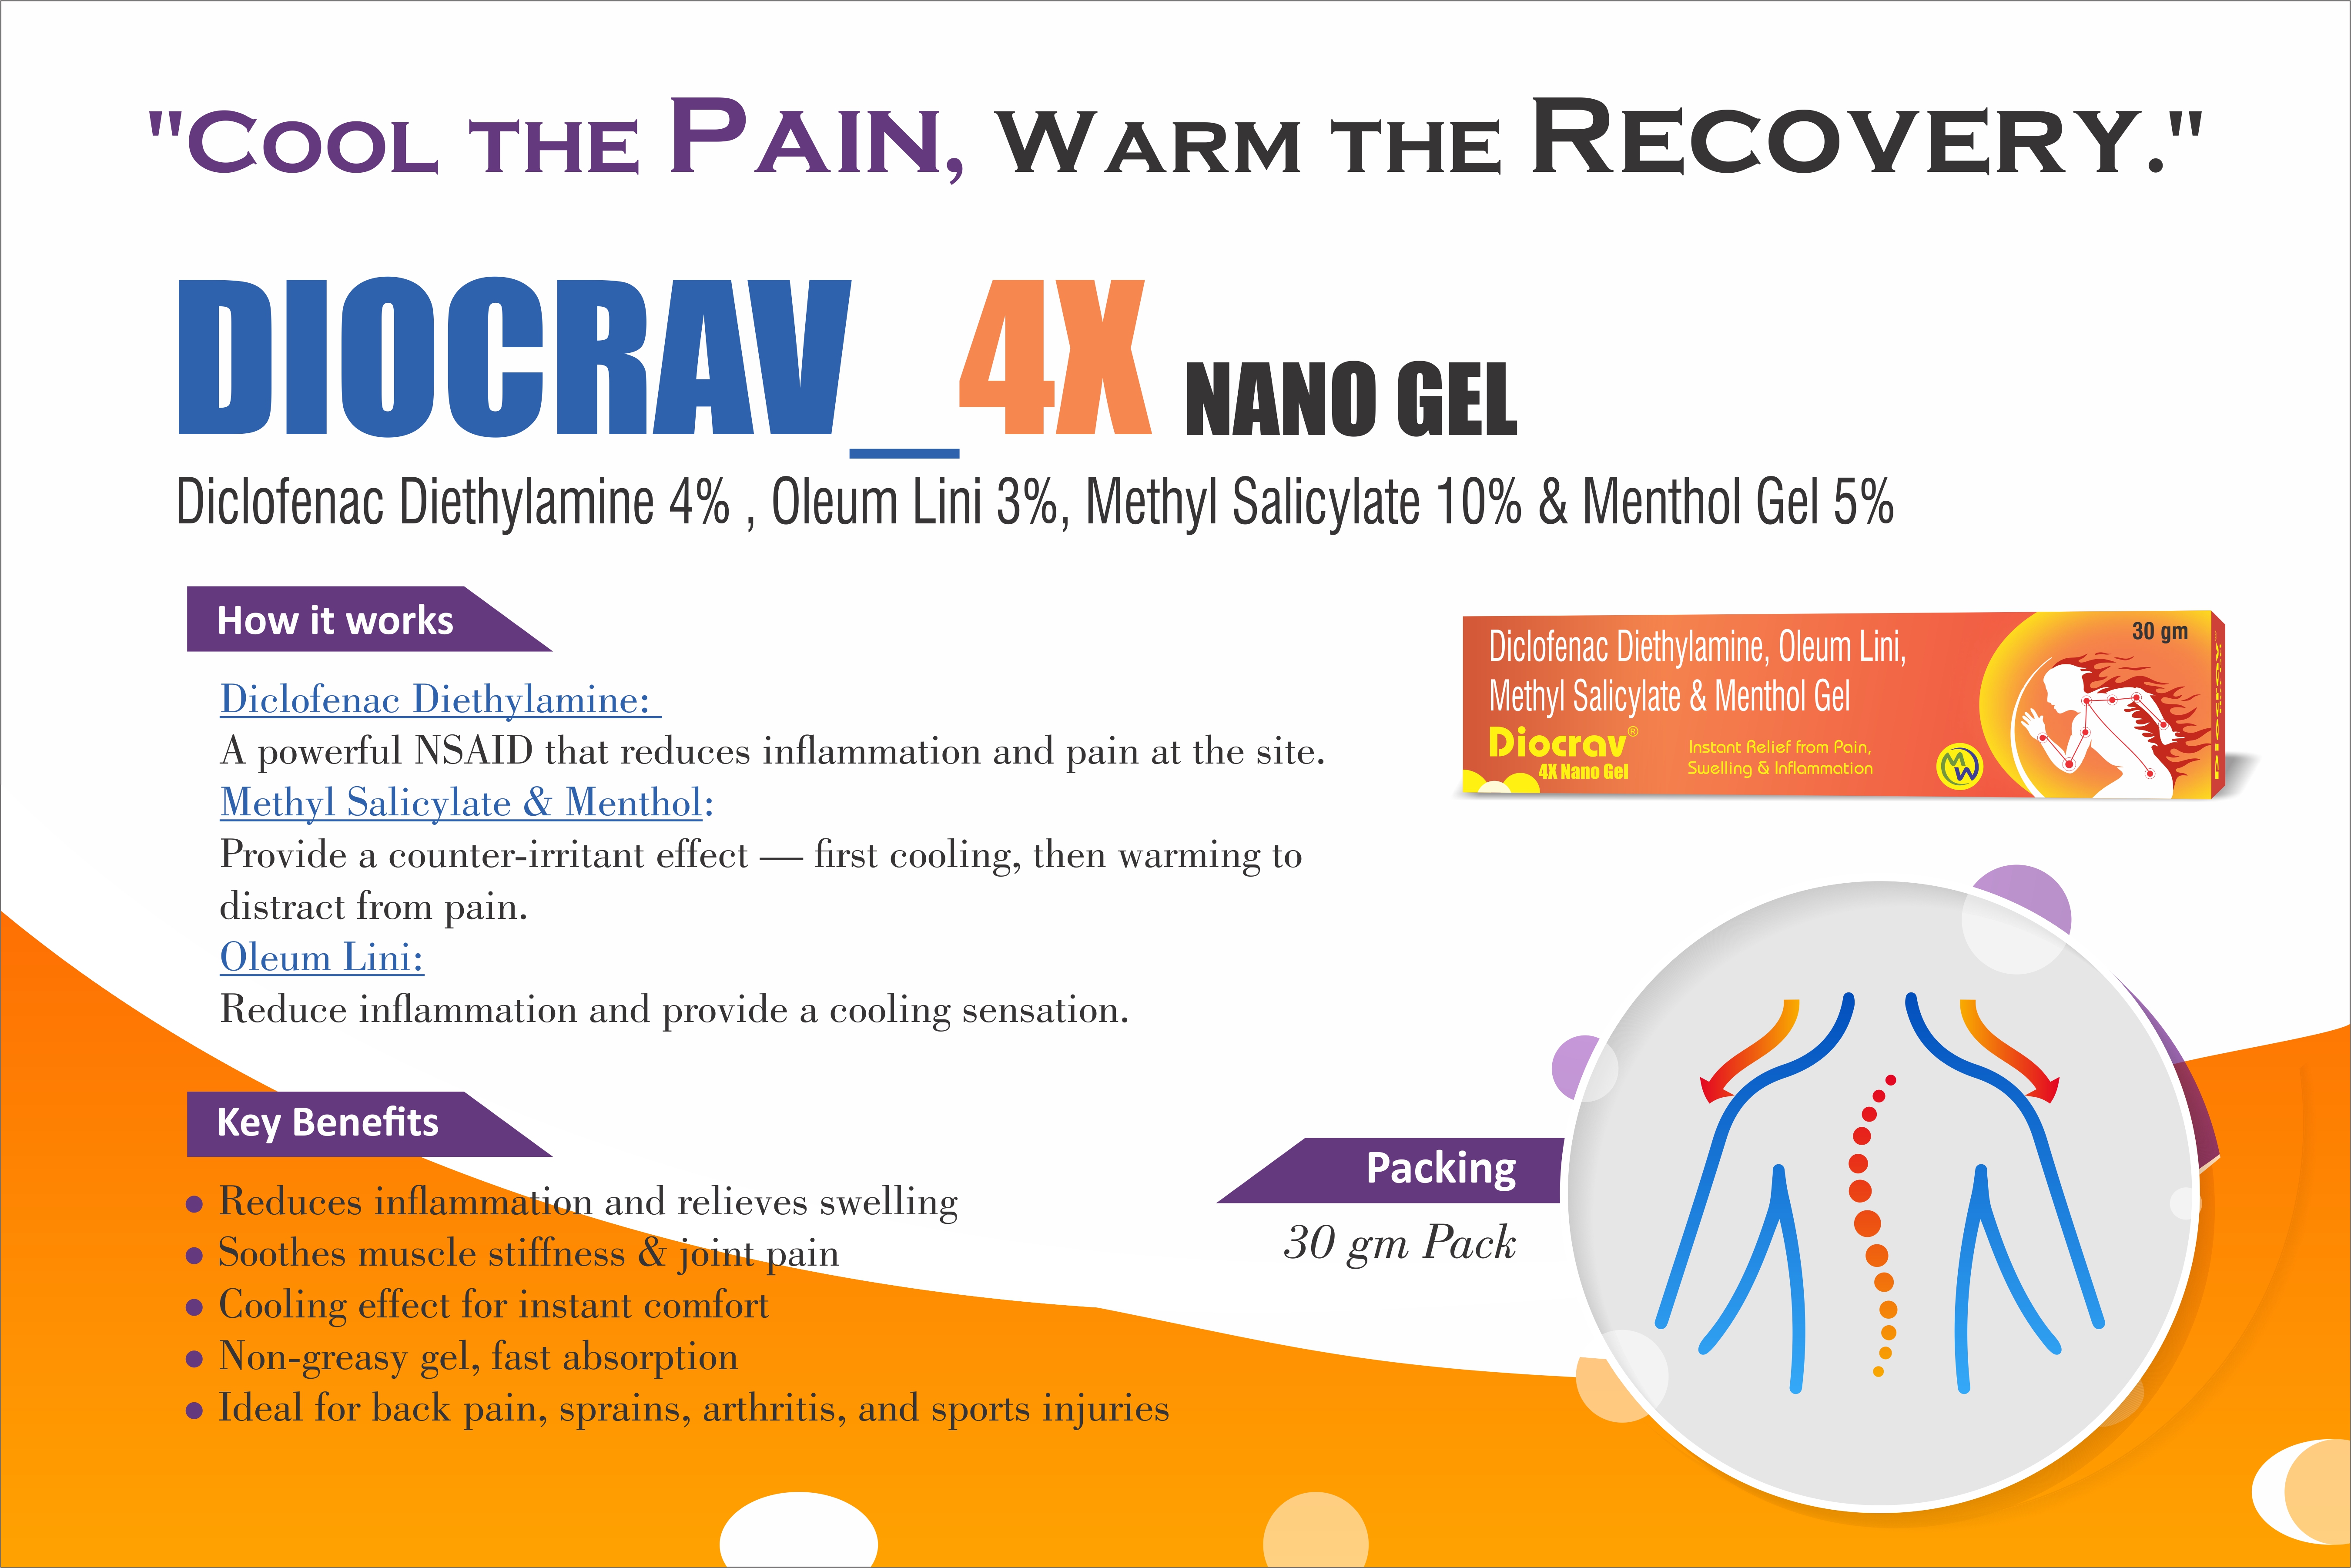 "COOL THE PAIN, WARM THE RECOVERY."
DIOCRAV_4X NANO GEL
Diclofenac Diethylamine 4% , Oleum Lini 3%, Methyl Salicylate 10% & Menthol Gel 5%
How it works
Diclofenac Diethylamine:
A powerful NSAID that reduces inflammation and pain at the site.
Methyl Salicylate & Menthol:
Provide a counter-irritant effect — first cooling, then warming to
distract from pain.
Oleum Lini:
Reduce inflammation and provide a cooling sensation.
30 gm
Diclofenac Diethylamine, Oleum Lini,
Methyl Salicylate & Menthol Gel
Diocrav®
4X Nano Gel
Instant Relief from Pain,
Swelling & Inflammation
MW
Diocrav
Key Benefits
• Reduces inflammation and relieves swelling
• Soothes muscle stiffness & joint pain
• Cooling effect for instant comfort
• Non-greasy gel, fast absorption
• Ideal for back pain, sprains, arthritis, and sports injuries
Packing
30 gm Pack